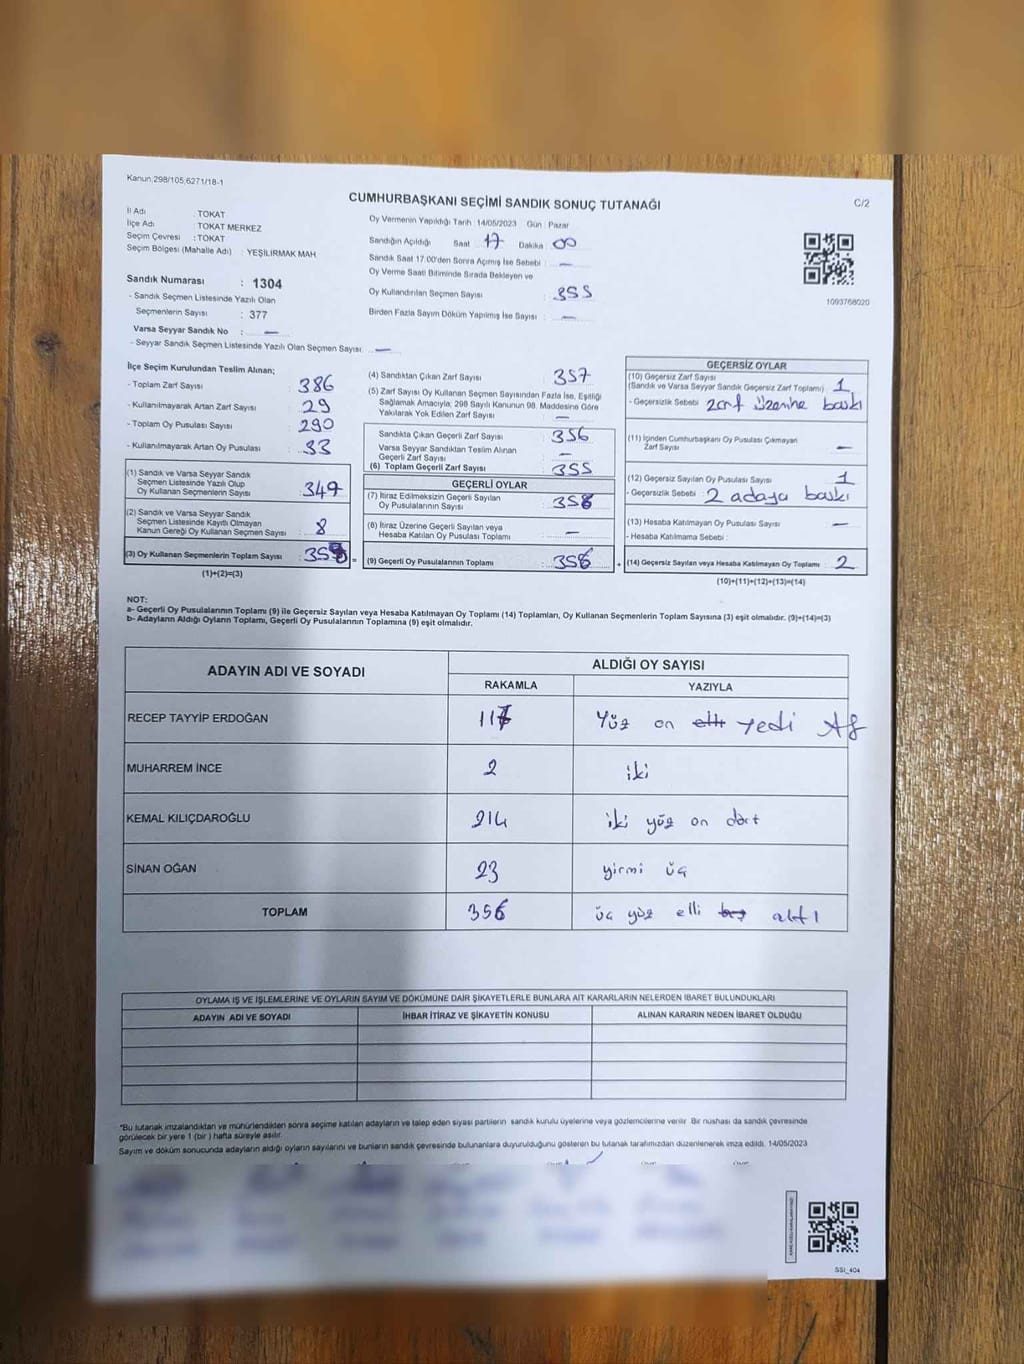 Kanun;298/105;6271/18-1
CUMHURBAŞKANI SEÇİMİ SANDIK SONUÇ TUTANAĞI
C/2
İl Adı : TOKAT
İlçe Adı : TOKAT MERKEZ
Seçim Çevresi : TOKAT
Seçim Bölgesi (Mahalle Adı) : YEŞİLIRMAK MAH
Sandık Numarası : 1304
- Sandık Seçmen Listesinde Yazılı Olan
Seçmenlerin Sayısı : 377
Varsa Seyyar Sandık No : —
- Seyyar Sandık Seçmen Listesinde Yazılı Olan Seçmen Sayısı: —
Oy Vermenin Yapıldığı Tarih :14/05/2023 Gün : Pazar
Sandığın Açıldığı Saat : 17 Dakika : 00
Sandık Saat 17.00'den Sonra Açılmış İse Sebebi : —
Oy Verme Saati Bitiminde Sırada Bekleyen ve
Oy Kullandırılan Seçmen Sayısı : 355
Birden Fazla Sayım Döküm Yapılmış İse Sayısı : —
1093768020
İlçe Seçim Kurulundan Teslim Alınan;
- Toplam Zarf Sayısı : 386
- Kullanılmayarak Artan Zarf Sayısı : 29
- Toplam Oy Pusulası Sayısı : 290
- Kullanılmayarak Artan Oy Pusulası : 33
(1) Sandık ve Varsa Seyyar Sandık
Seçmen Listesinde Yazılı Olup
Oy Kullanan Seçmenlerin Sayısı : 349
(2) Sandık ve Varsa Seyyar Sandık
Seçmen Listesinde Kayıtlı Olmayan
Kanun Gereği Oy Kullanan Seçmen Sayısı : 8
(3) Oy Kullanan Seçmenlerin Toplam Sayısı :
(1)+(2)=(3)
(4) Sandıktan Çıkan Zarf Sayısı : 357
(5) Zarf Sayısı Oy Kullanan Seçmen Sayısından Fazla İse, Eşitliği
Sağlamak Amacıyla; 298 Sayılı Kanunun 98. Maddesine Göre
Yakılarak Yok Edilen Zarf Sayısı : —
Sandıkta Çıkan Geçerli Zarf Sayısı : 356
Varsa Seyyar Sandıktan Teslim Alınan
Geçerli Zarf Sayısı : —
(6) Toplam Geçerli Zarf Sayısı : 355
GEÇERLİ OYLAR
(7) İtiraz Edilmeksizin Geçerli Sayılan
Oy Pusulalarının Sayısı : 356
(8) İtiraz Üzerine Geçerli Sayılan veya
Hesaba Katılan Oy Pusulası Toplamı : —
= (9) Geçerli Oy Pusulalarının Toplamı : 356
GEÇERSİZ OYLAR
(10) Geçersiz Zarf Sayısı
(Sandık ve Varsa Seyyar Sandık Geçersiz Zarf Toplamı) : 1
- Geçersizlik Sebebi : zarf üzerine baskı
(11) İçinden Cumhurbaşkanı Oy Pusulası Çıkmayan
Zarf Sayısı : —
(12) Geçersiz Sayılan Oy Pusulası Sayısı : 1
- Geçersizlik Sebebi : 2 adaya baskı
(13) Hesaba Katılmayan Oy Pusulası Sayısı : —
- Hesaba Katılmama Sebebi :
+ (14) Geçersiz Sayılan veya Hesaba Katılmayan Oy Toplamı : 2
(10)+(11)+(12)+(13)=(14)
NOT:
a- Geçerli Oy Pusulalarının Toplamı (9) ile Geçersiz Sayılan veya Hesaba Katılmayan Oy Toplamı (14) Toplamları, Oy Kullanan Seçmenlerin Toplam Sayısına (3) eşit olmalıdır. (9)+(14)=(3)
b- Adayların Aldığı Oyların Toplamı, Geçerli Oy Pusulalarının Toplamına (9) eşit olmalıdır.
ADAYIN ADI VE SOYADI ALDIĞI OY SAYISI
RAKAMLA YAZIYLA
RECEP TAYYİP ERDOĞAN 117 Yüz on elli yedi
MUHARREM İNCE 2 iki
KEMAL KILIÇDAROĞLU 214 iki yüz on dört
SİNAN OĞAN 23 yirmi üç
TOPLAM 356 üç yüz elli beş altı
OYLAMA İŞ VE İŞLEMLERİNE VE OYLARIN SAYIM VE DÖKÜMÜNE DAİR ŞİKAYETLERLE BUNLARA AİT KARARLARIN NELERDEN İBARET BULUNDUKLARI
ADAYIN ADI VE SOYADI İHBAR İTİRAZ VE ŞİKAYETİN KONUSU ALINAN KARARIN NEDEN İBARET OLDUĞU
*Bu tutanak imzalandıktan ve mühürlendikten sonra seçime katılan adayların ve talep eden siyasi partilerin sandık kurulu üyelerine veya gözlemcilerine verilir. Bir nüshası da sandık çevresinde
görülecek bir yere 1 (bir) hafta süreyle asılır.
Sayım ve döküm sonucunda adayların aldığı oyların sayılarını ve bunların sandık çevresinde bulunanlara duyurulduğunu gösteren bu tutanak tarafımızdan düzenlenerek imza edildi. 14/05/2023
SSİ_404